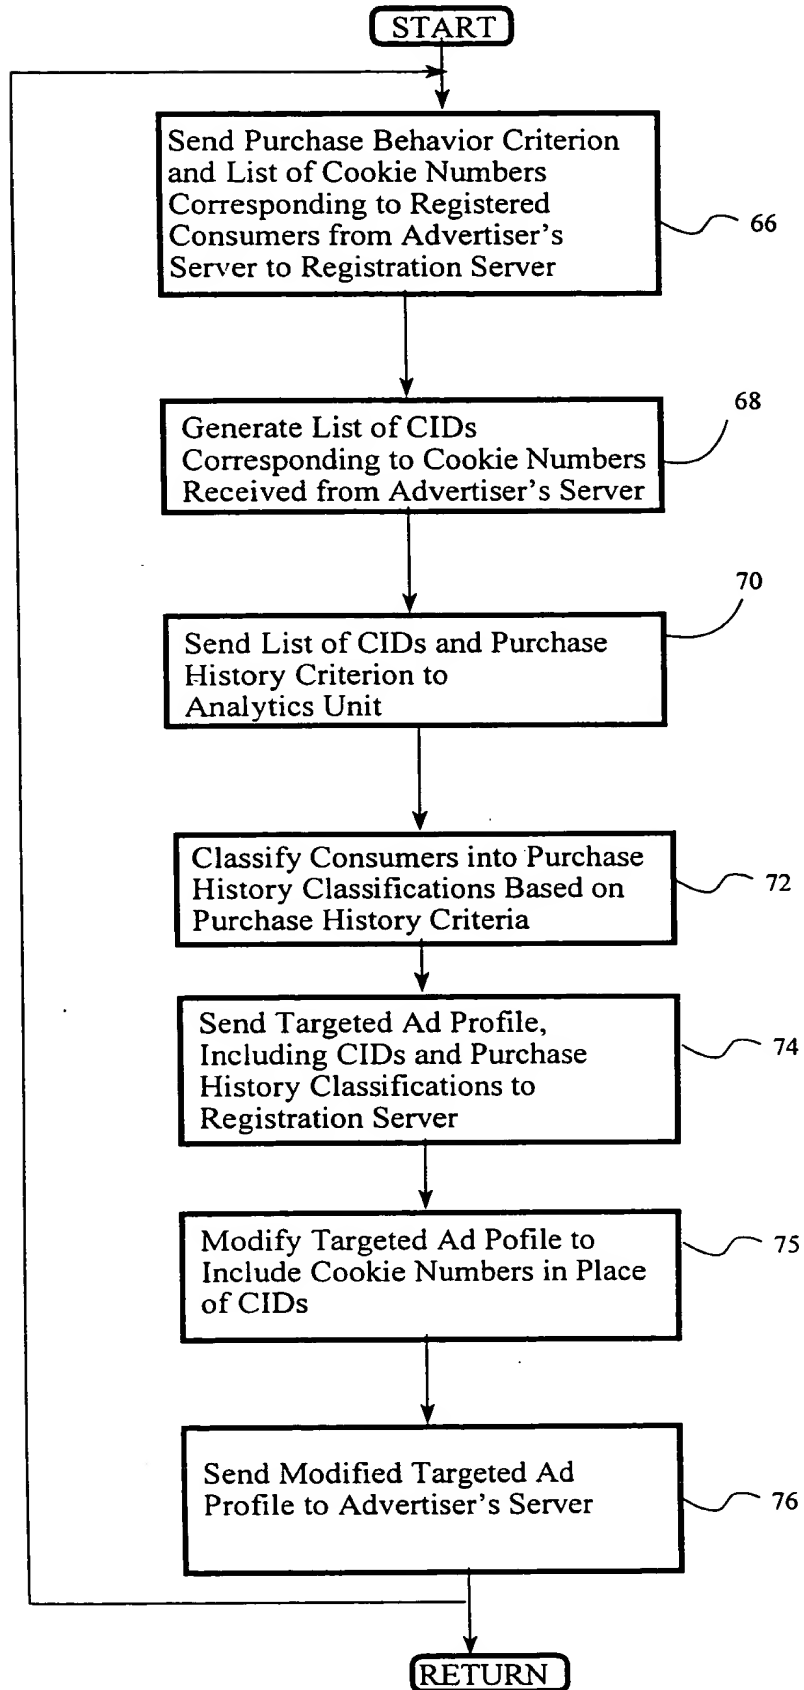 START
Send Purchase Behavior Criterion
and List of Cookie Numbers
Corresponding to Registered
Consumers from Advertiser's
Server to Registration Server
66
Generate List of CIDs
Corresponding to Cookie Numbers
Received from Advertiser's Server
68
Send List of CIDs and Purchase
History Criterion to
Analytics Unit
70
Classify Consumers into Purchase
History Classifications Based on
Purchase History Criteria
72
Send Targeted Ad Profile,
Including CIDs and Purchase
History Classifications to
Registration Server
74
Modify Targeted Ad Pofile to
Include Cookie Numbers in Place
of CIDs
75
Send Modified Targeted Ad
Profile to Advertiser's Server
76
RETURN